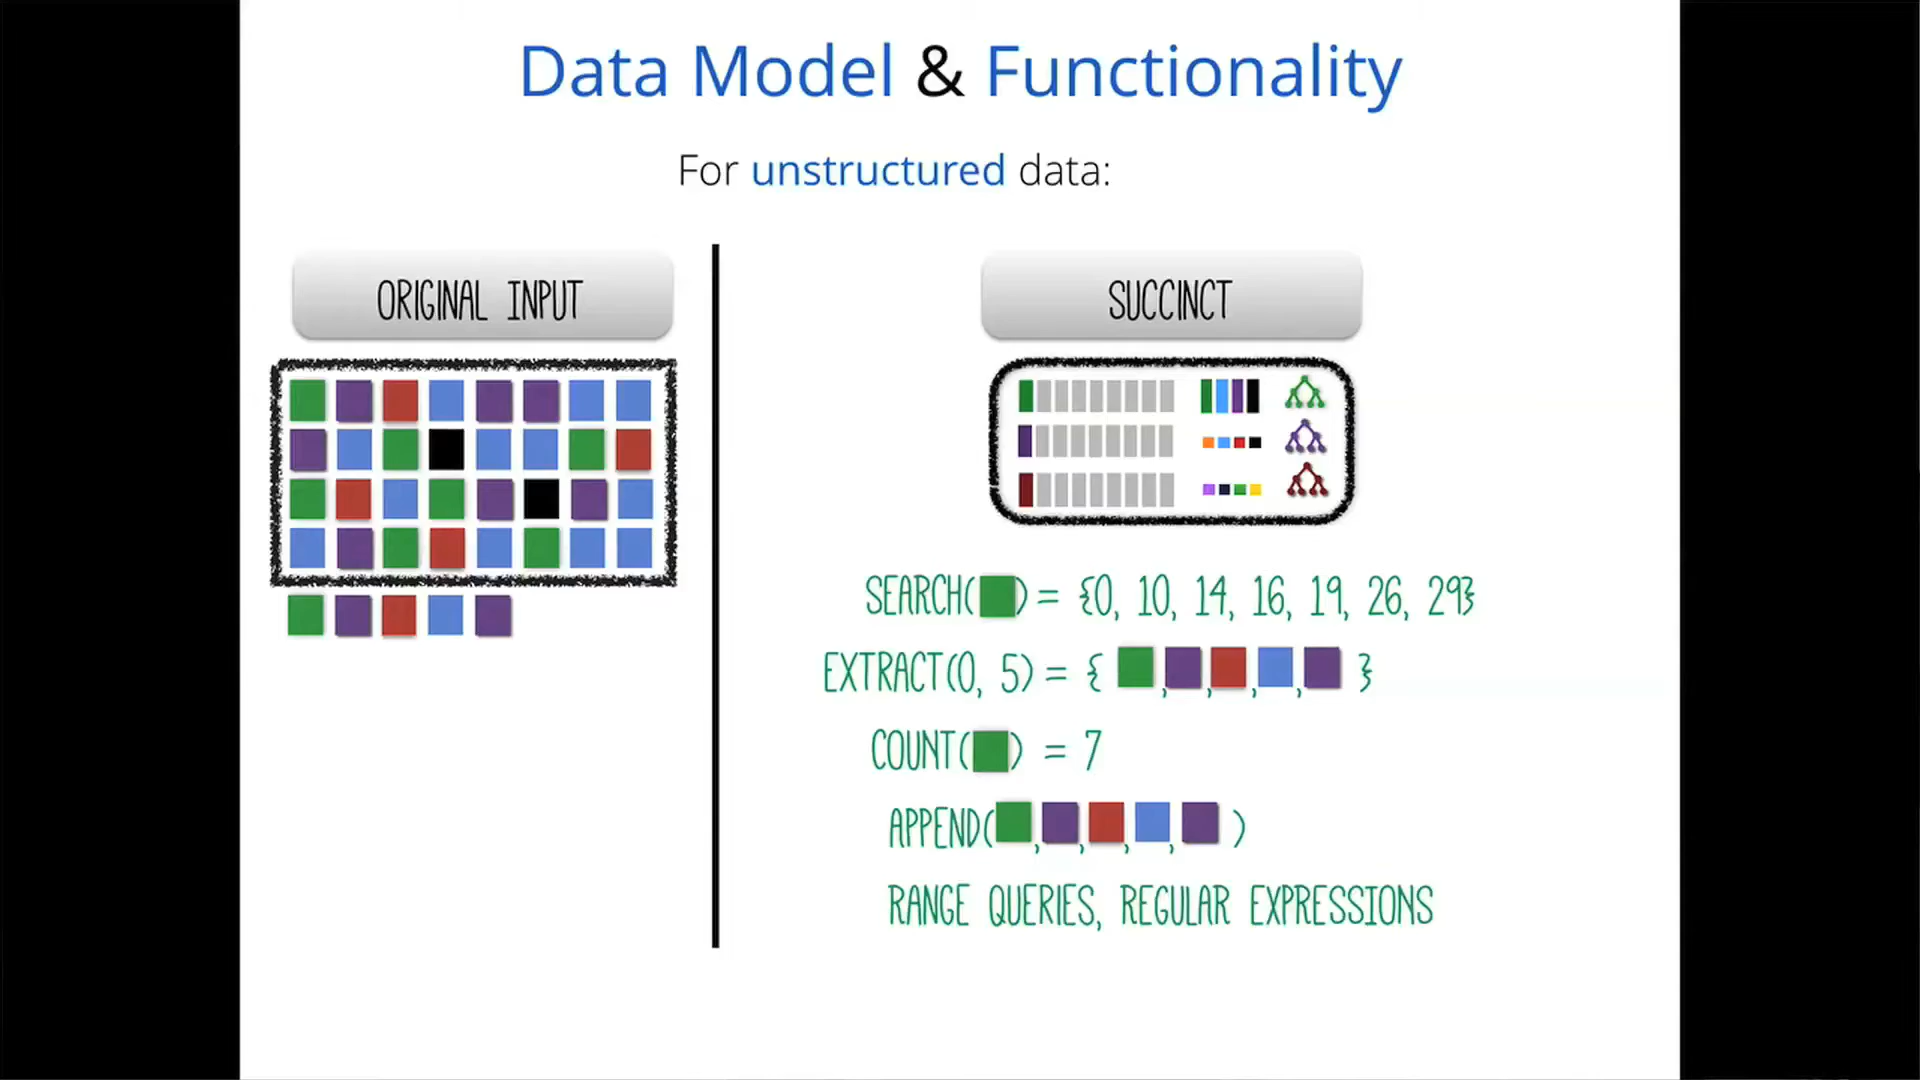 Data Model & Functionality
For unstructured data:
ORIGINAL INPUT
SUCCINCT
SEARCH( ) = {0, 10, 14, 16, 19, 26, 29}
EXTRACT(0, 5) = { , , , , }
COUNT( ) = 7
APPEND( , , , , )
RANGE QUERIES, REGULAR EXPRESSIONS